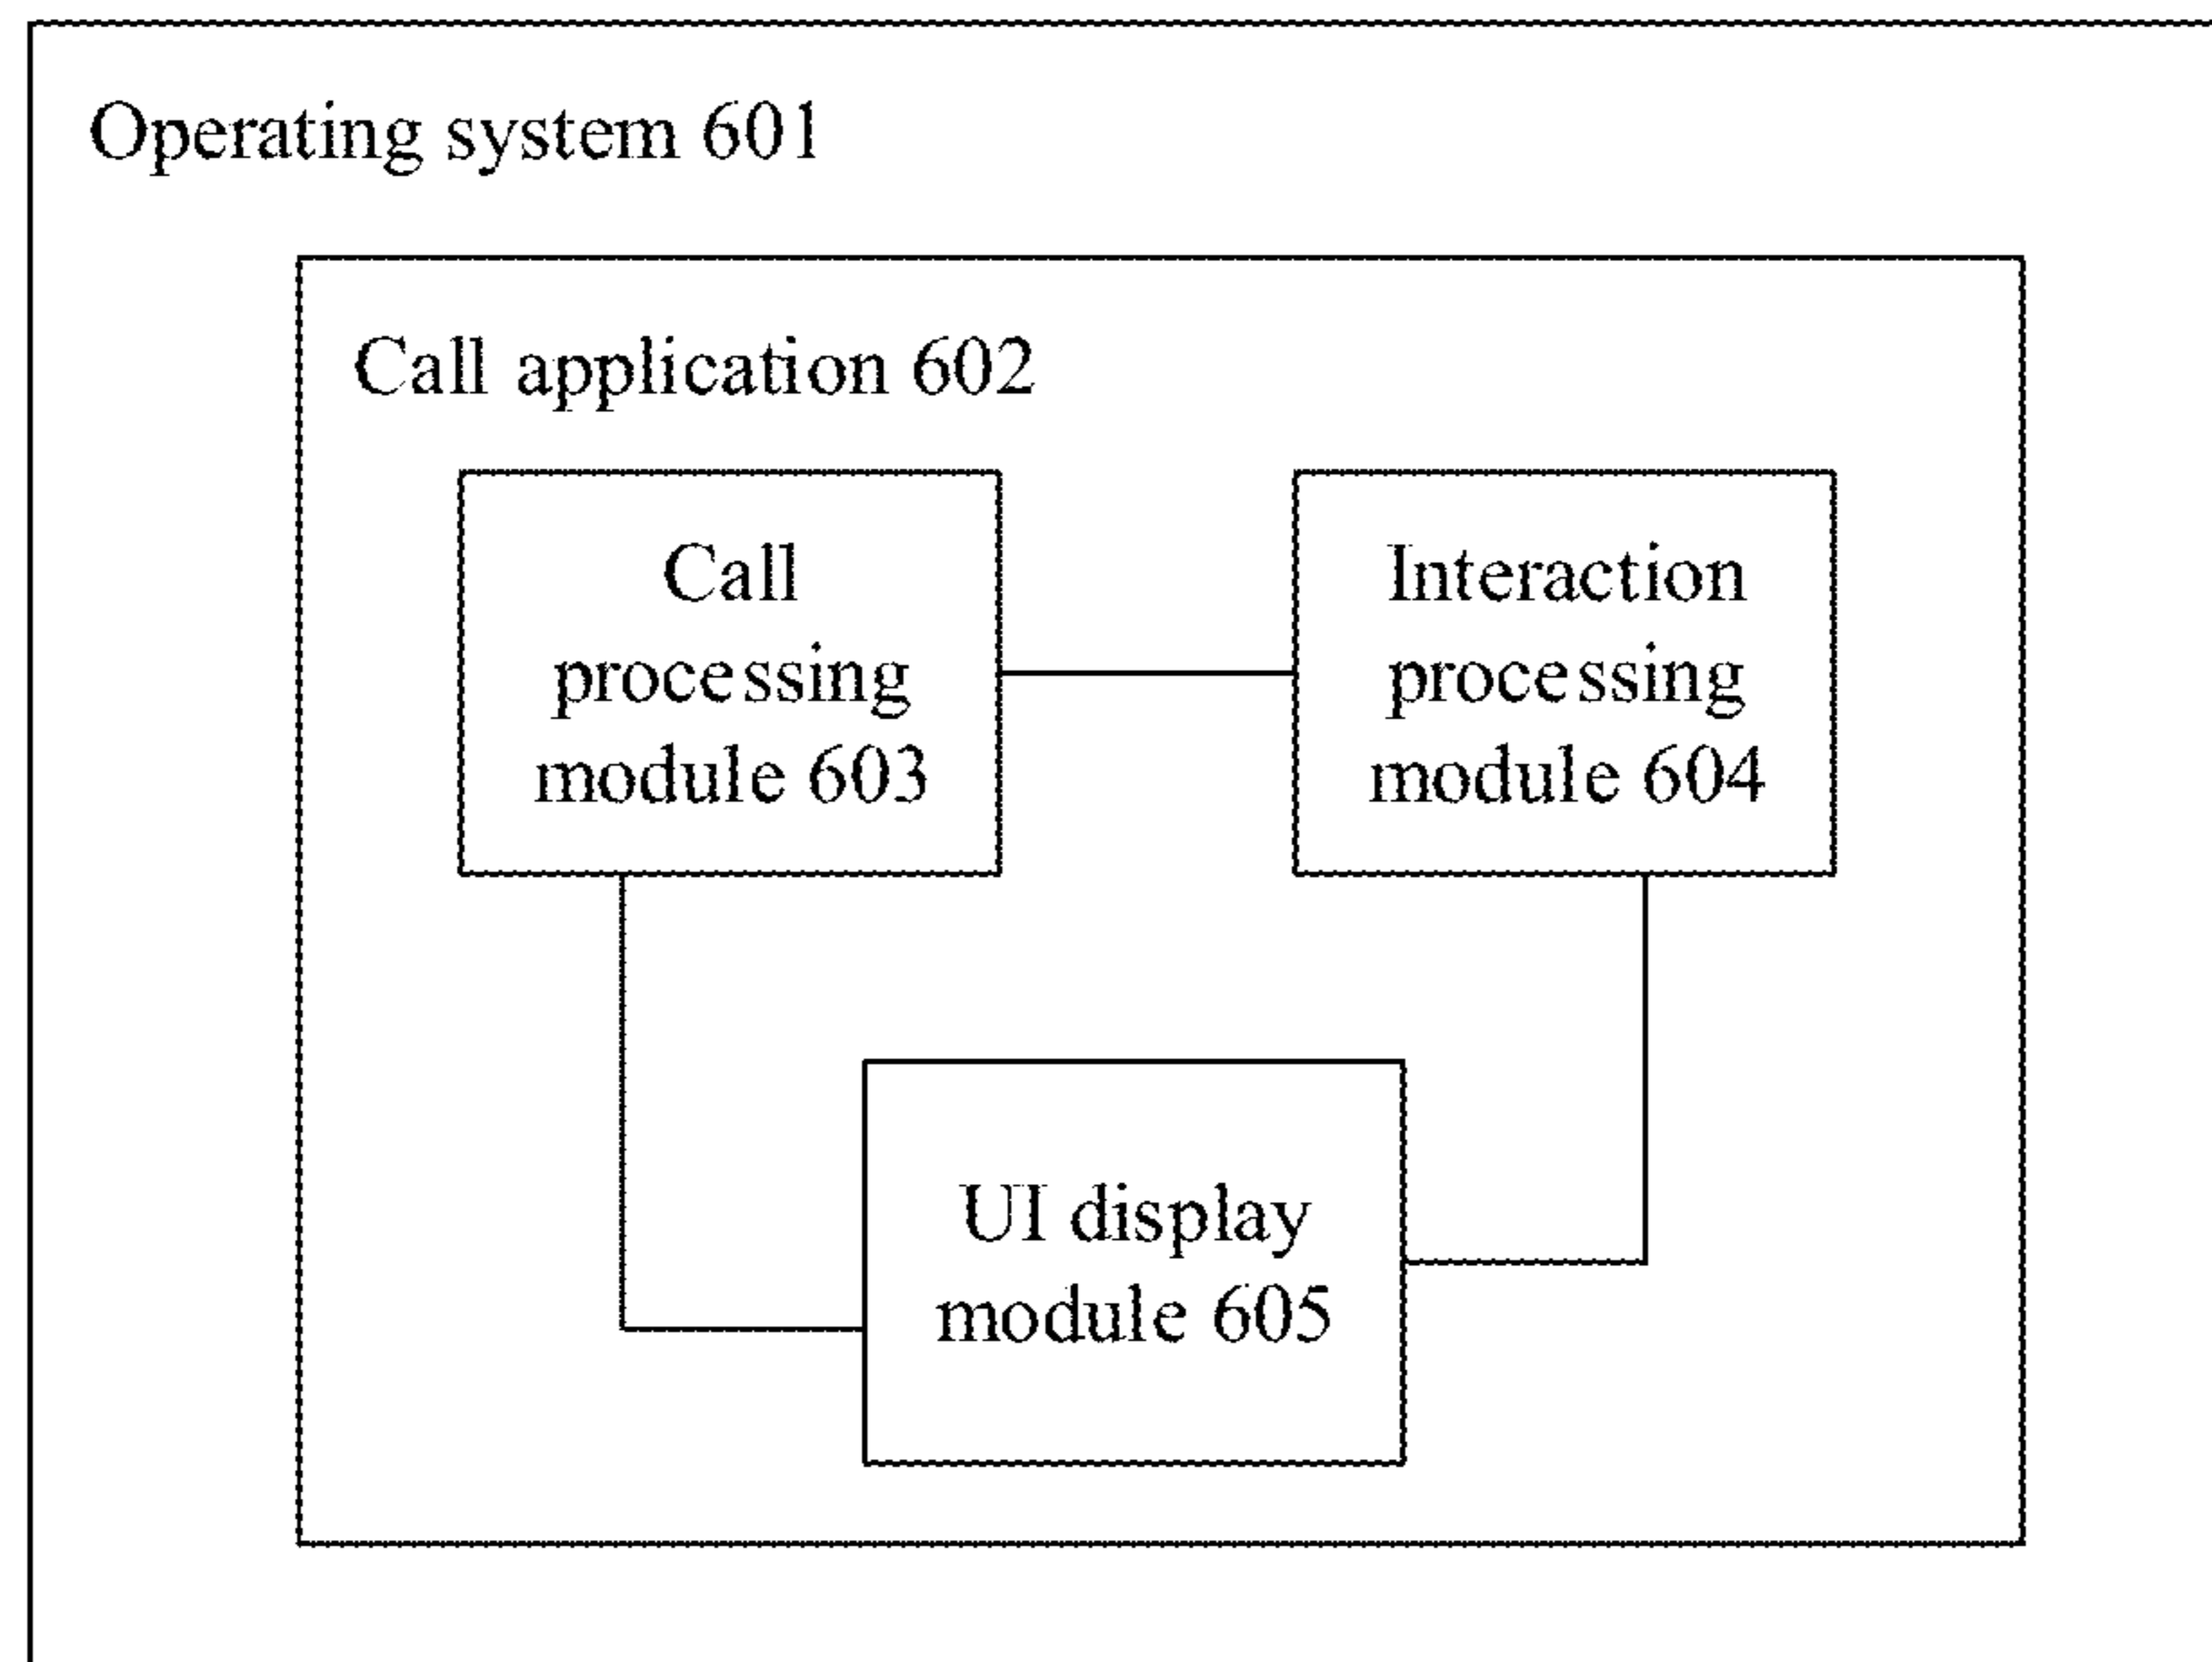 Operating system 601
Call application 602
Call
processing
module 603
Interaction
processing
module 604
UI display
module 605